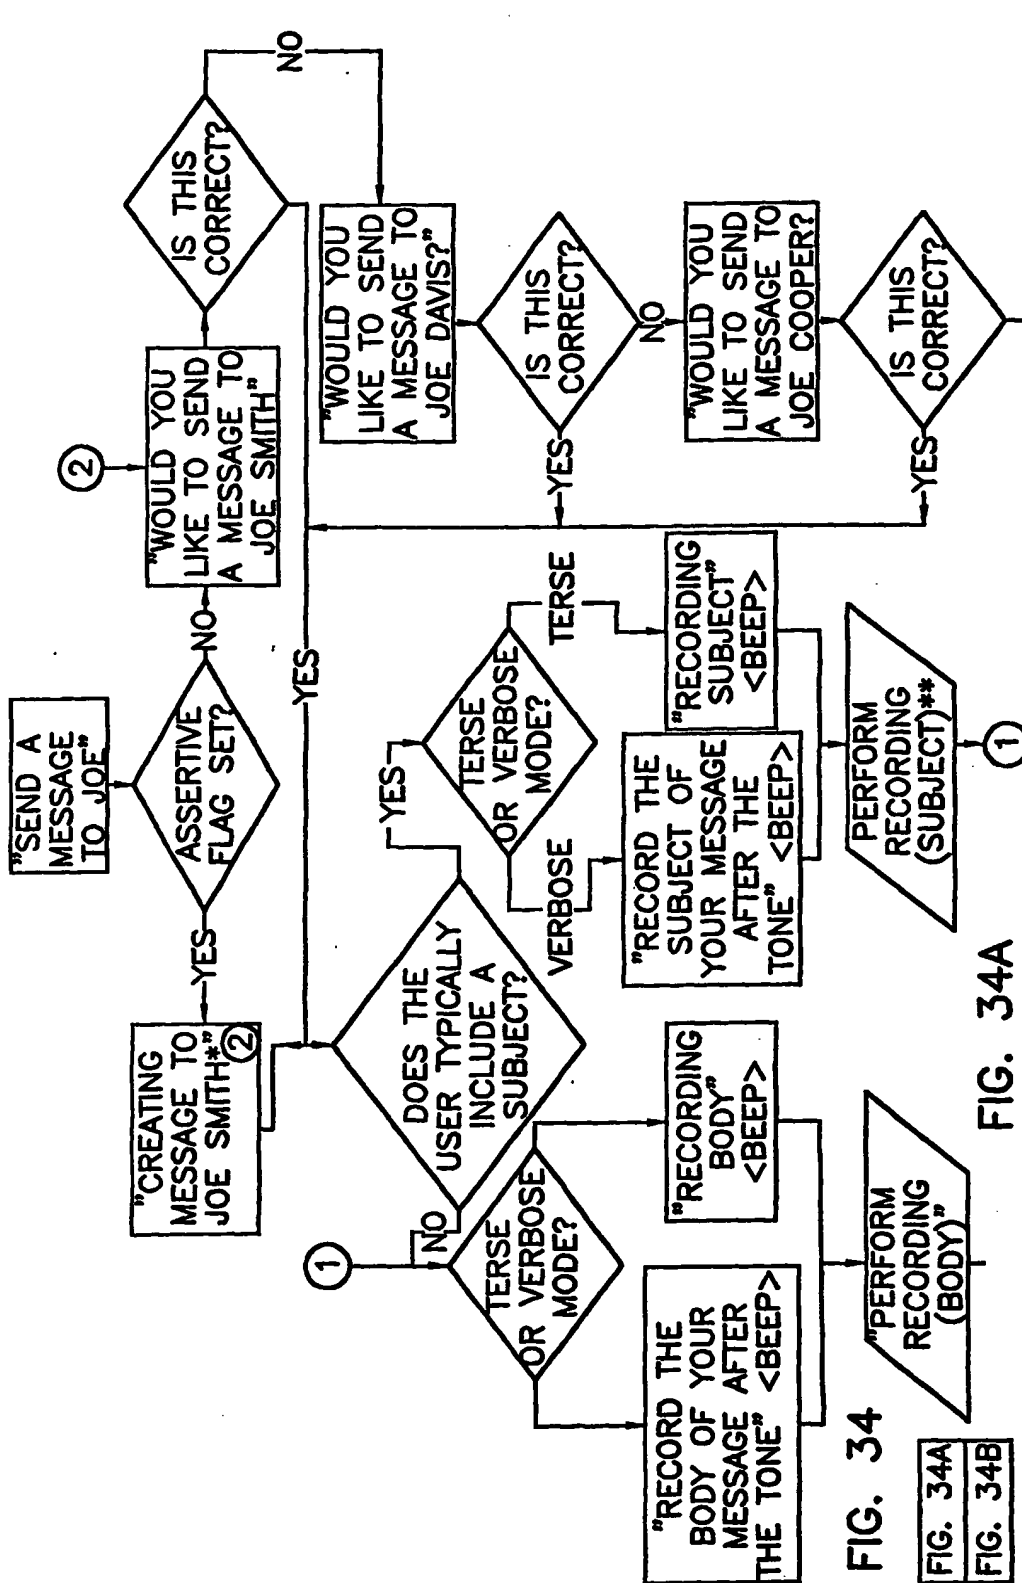 "SEND A
MESSAGE
TO JOE"
ASSERTIVE
FLAG SET?
YES
NO
"CREATING
MESSAGE TO
JOE SMITH*"
2
2
"WOULD YOU
LIKE TO SEND
A MESSAGE TO
JOE SMITH"
IS THIS
CORRECT?
NO
YES
"WOULD YOU
LIKE TO SEND
A MESSAGE TO
JOE DAVIS?"
IS THIS
CORRECT?
YES
NO
"WOULD YOU
LIKE TO SEND
A MESSAGE TO
JOE COOPER?
IS THIS
CORRECT?
YES
DOES THE
USER TYPICALLY
INCLUDE A
SUBJECT?
YES
NO
TERSE
OR VERBOSE
MODE?
VERBOSE
TERSE
"RECORD THE
SUBJECT OF
YOUR MESSAGE
AFTER THE
TONE" <BEEP>
"RECORDING
SUBJECT"
<BEEP>
PERFORM
RECORDING
(SUBJECT)**
1
1
TERSE
OR VERBOSE
MODE?
"RECORD THE
BODY OF YOUR
MESSAGE AFTER
THE TONE" <BEEP>
"RECORDING
BODY"
<BEEP>
"PERFORM
RECORDING
(BODY)"
FIG. 34
FIG. 34A
FIG. 34B
FIG. 34A